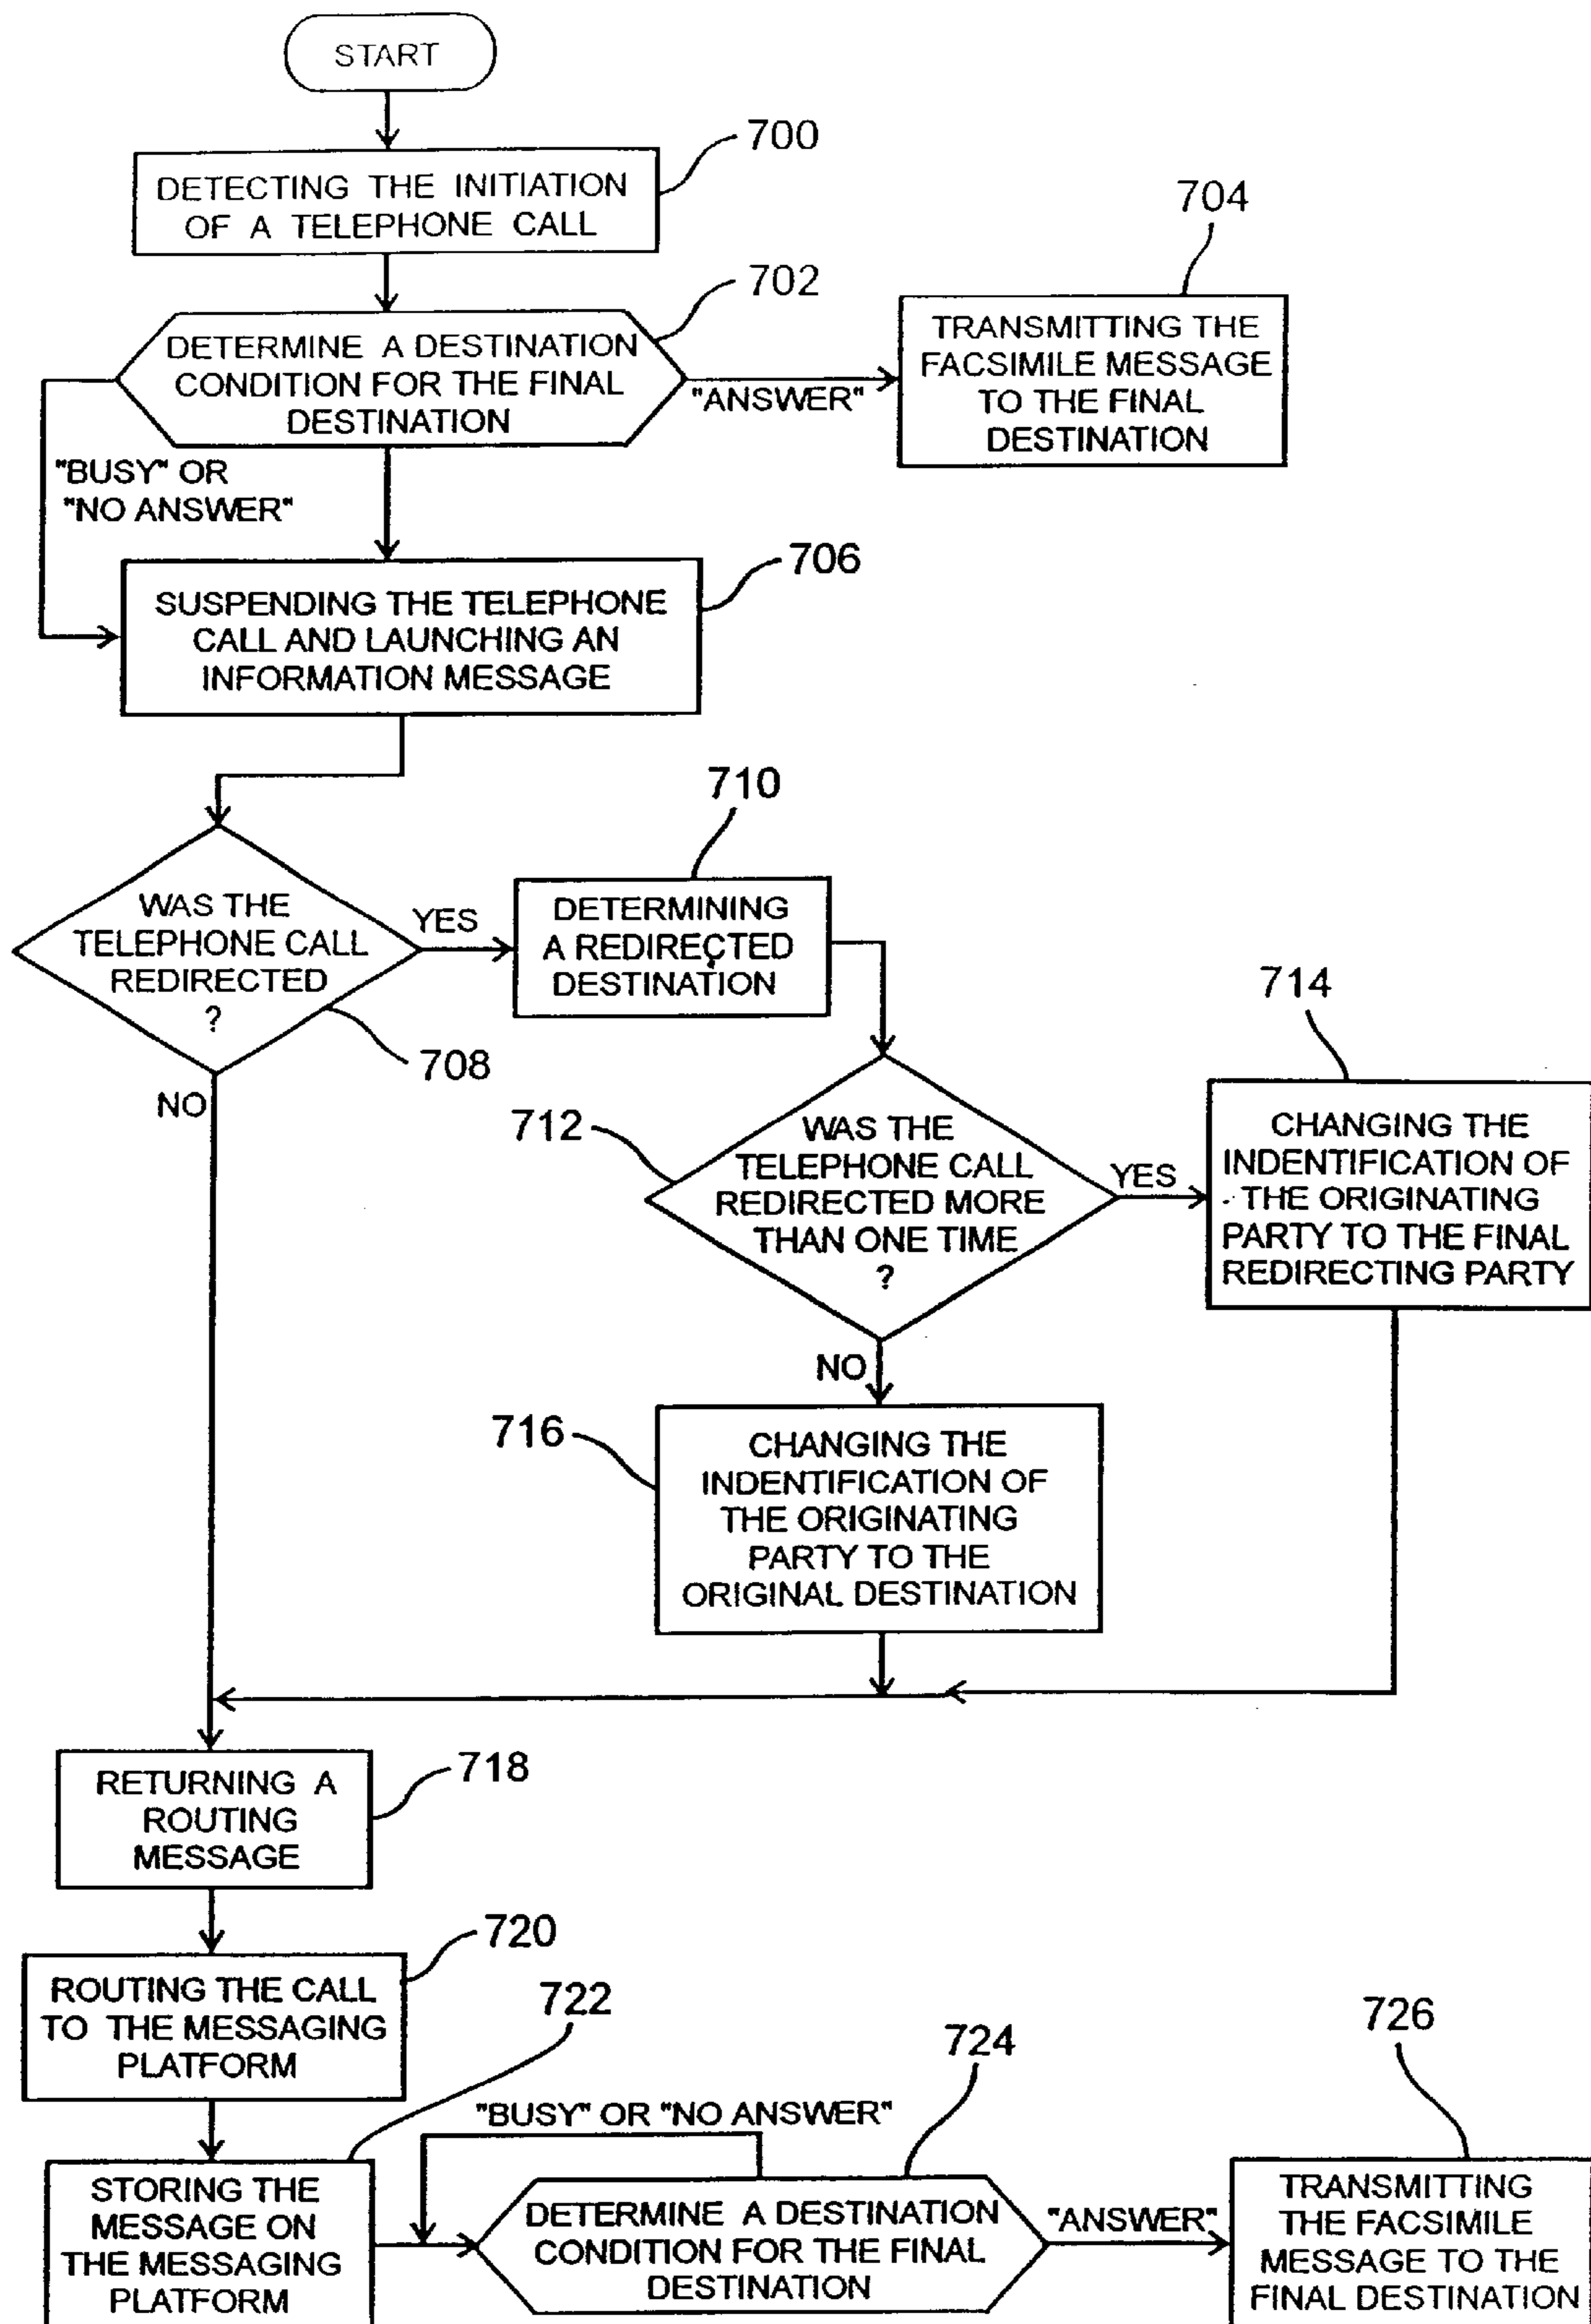 START
700
DETECTING THE INITIATION
OF A TELEPHONE CALL
702
DETERMINE A DESTINATION
CONDITION FOR THE FINAL
DESTINATION
"ANSWER"
704
TRANSMITTING THE
FACSIMILE MESSAGE
TO THE FINAL
DESTINATION
"BUSY" OR
"NO ANSWER"
706
SUSPENDING THE TELEPHONE
CALL AND LAUNCHING AN
INFORMATION MESSAGE
WAS THE
TELEPHONE CALL
REDIRECTED
?
708
YES
NO
710
DETERMINING
A REDIRECTED
DESTINATION
712
WAS THE
TELEPHONE CALL
REDIRECTED MORE
THAN ONE TIME
?
YES
NO
714
CHANGING THE
INDENTIFICATION OF
THE ORIGINATING
PARTY TO THE FINAL
REDIRECTING PARTY
716
CHANGING THE
INDENTIFICATION OF
THE ORIGINATING
PARTY TO THE
ORIGINAL DESTINATION
718
RETURNING A
ROUTING
MESSAGE
720
ROUTING THE CALL
TO THE MESSAGING
PLATFORM
722
STORING THE
MESSAGE ON
THE MESSAGING
PLATFORM
"BUSY" OR "NO ANSWER"
724
DETERMINE A DESTINATION
CONDITION FOR THE FINAL
DESTINATION
"ANSWER"
726
TRANSMITTING
THE FACSIMILE
MESSAGE TO THE
FINAL DESTINATION